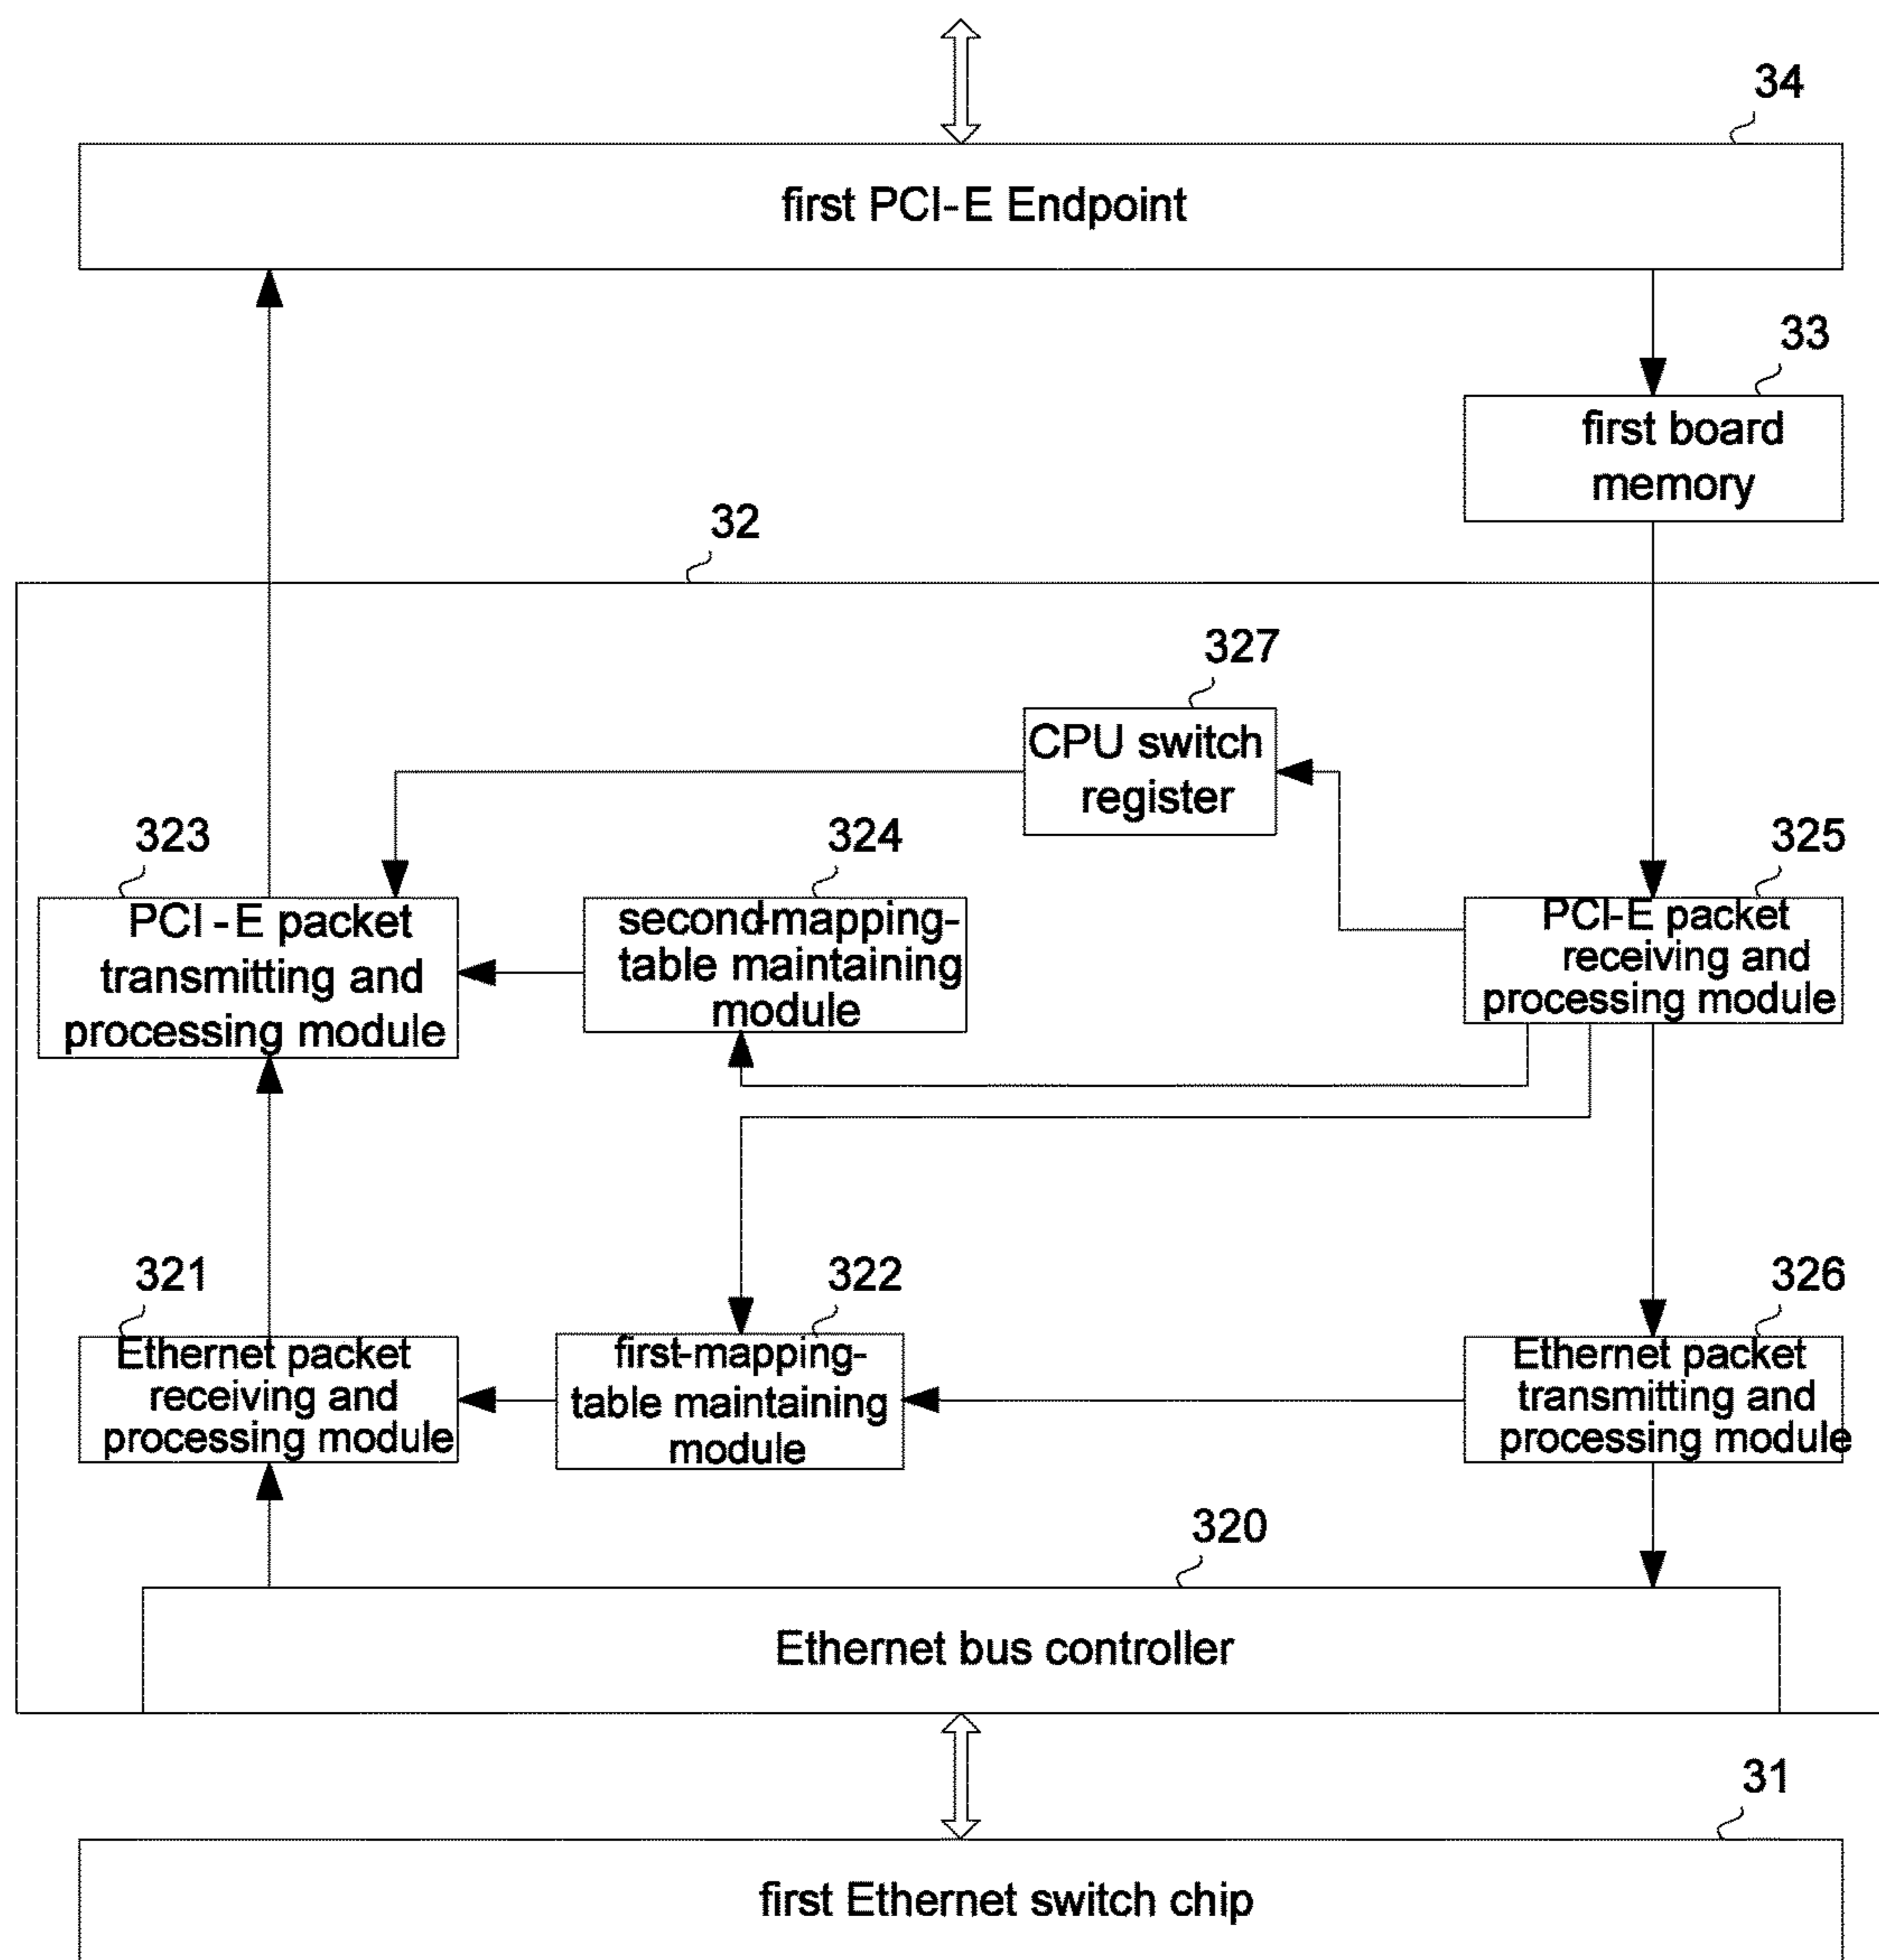 34
first PCI-E Endpoint
33
first board
memory
32
327
CPU switch
register
323
324
325
PCI-E packet
transmitting and
processing module
second-mapping-
table maintaining
module
PCI-E packet
receiving and
processing module
321
322
326
Ethernet packet
receiving and
processing module
first-mapping-
table maintaining
module
Ethernet packet
transmitting and
processing module
320
Ethernet bus controller
31
first Ethernet switch chip